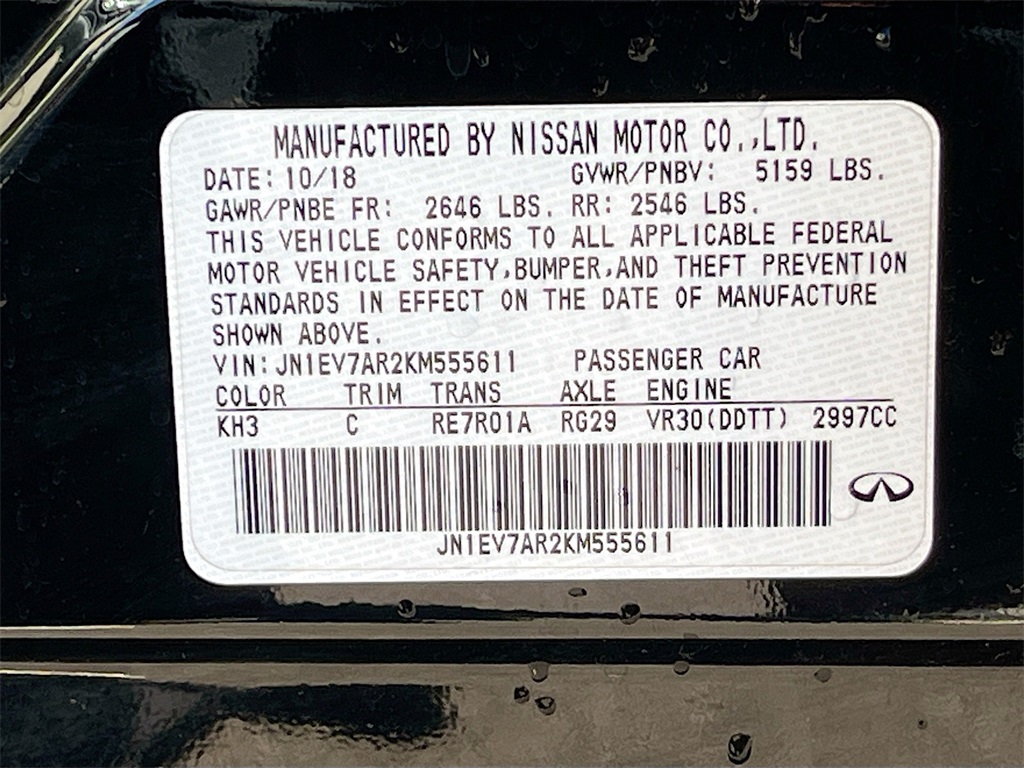 MANUFACTURED BY NISSAN MOTOR CO.,LTD.
DATE: 10/18 GVWR/PNBV: 5159 LBS.
GAWR/PNBE FR: 2646 LBS. RR: 2546 LBS.
THIS VEHICLE CONFORMS TO ALL APPLICABLE FEDERAL
MOTOR VEHICLE SAFETY,BUMPER,AND THEFT PREVENTION
STANDARDS IN EFFECT ON THE DATE OF MANUFACTURE
SHOWN ABOVE.
VIN:JN1EV7AR2KM555611 PASSENGER CAR
COLOR TRIM TRANS AXLE ENGINE
KH3 C RE7R01A RG29 VR30(DDTT) 2997CC
JN1EV7AR2KM555611